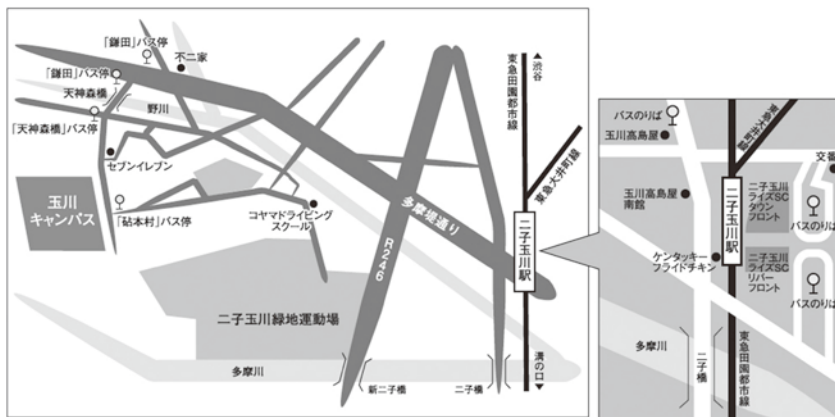 「鎌田」バス停
不二家
「鎌田」バス停
天神森橋
野川
「天神森橋」バス停
セブンイレブン
玉川
キャンパス
「砧本村」バス停
コヤマドライビング
スクール
多摩堤通り
R246
二子玉川緑地運動場
多摩川
新二子橋
二子橋
▲渋谷
東急田園都市線
東急大井町線
二子玉川駅
溝の口▼
バスのりば
玉川高島屋
東急大井町線
交番
玉川高島屋
南館
二子玉川駅
二子玉川
ライズSC
タウン
フロント
バスのりば
ケンタッキー
フライドチキン
二子玉川
ライズSC
リバー
フロント
バスのりば
多摩川
二子橋
東急田園都市線